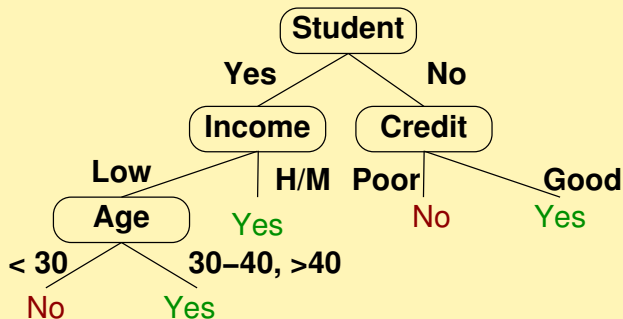 Student
Yes No
Income Credit
Low H/M Poor Good
Age Yes No Yes
< 30 30–40, >40
No Yes